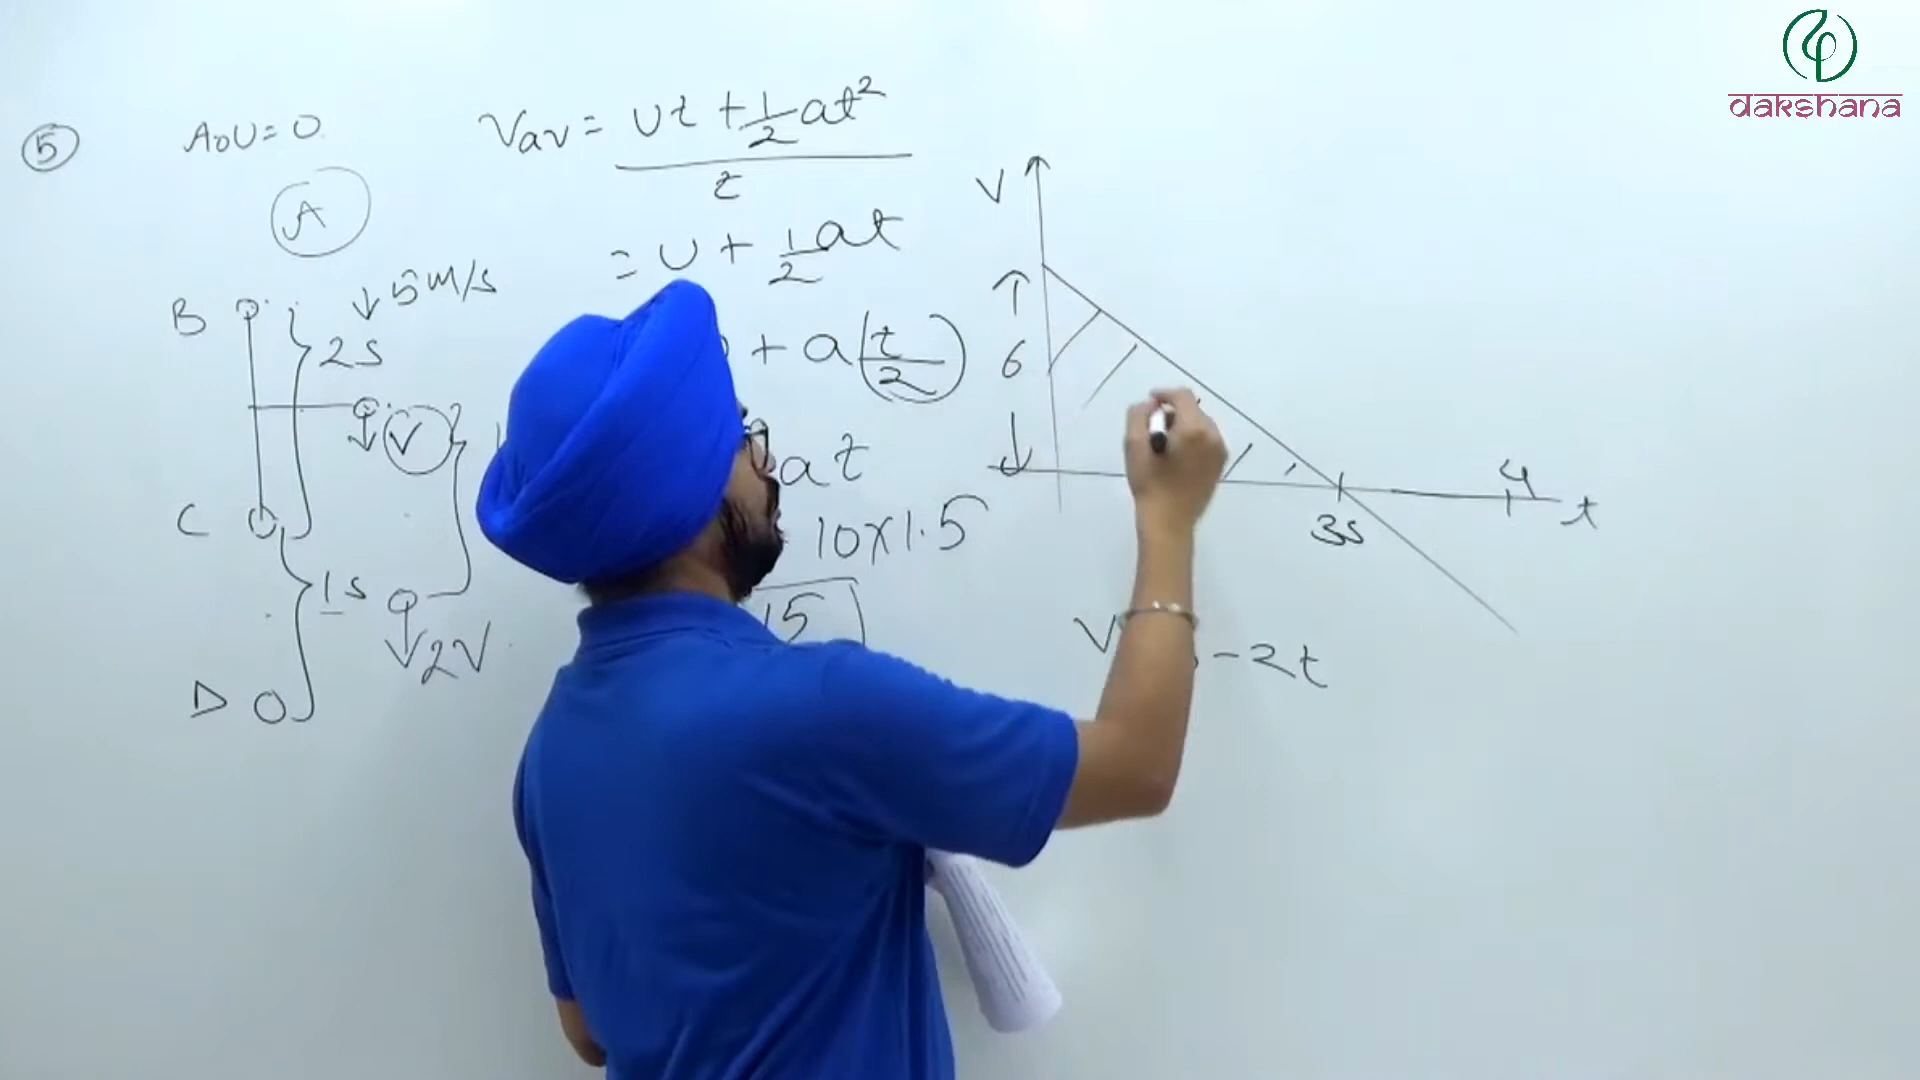 dakshana
5
A₀U = 0
A
Vav = Ut + 1/2 at²
t
= U + 1/2 at
+ a(t/2)
at
10 x 1.5
15
B
2s
↓ 5 m/s
V
C
1s
2V
D
V
6
3s
4
t
V
- 2t